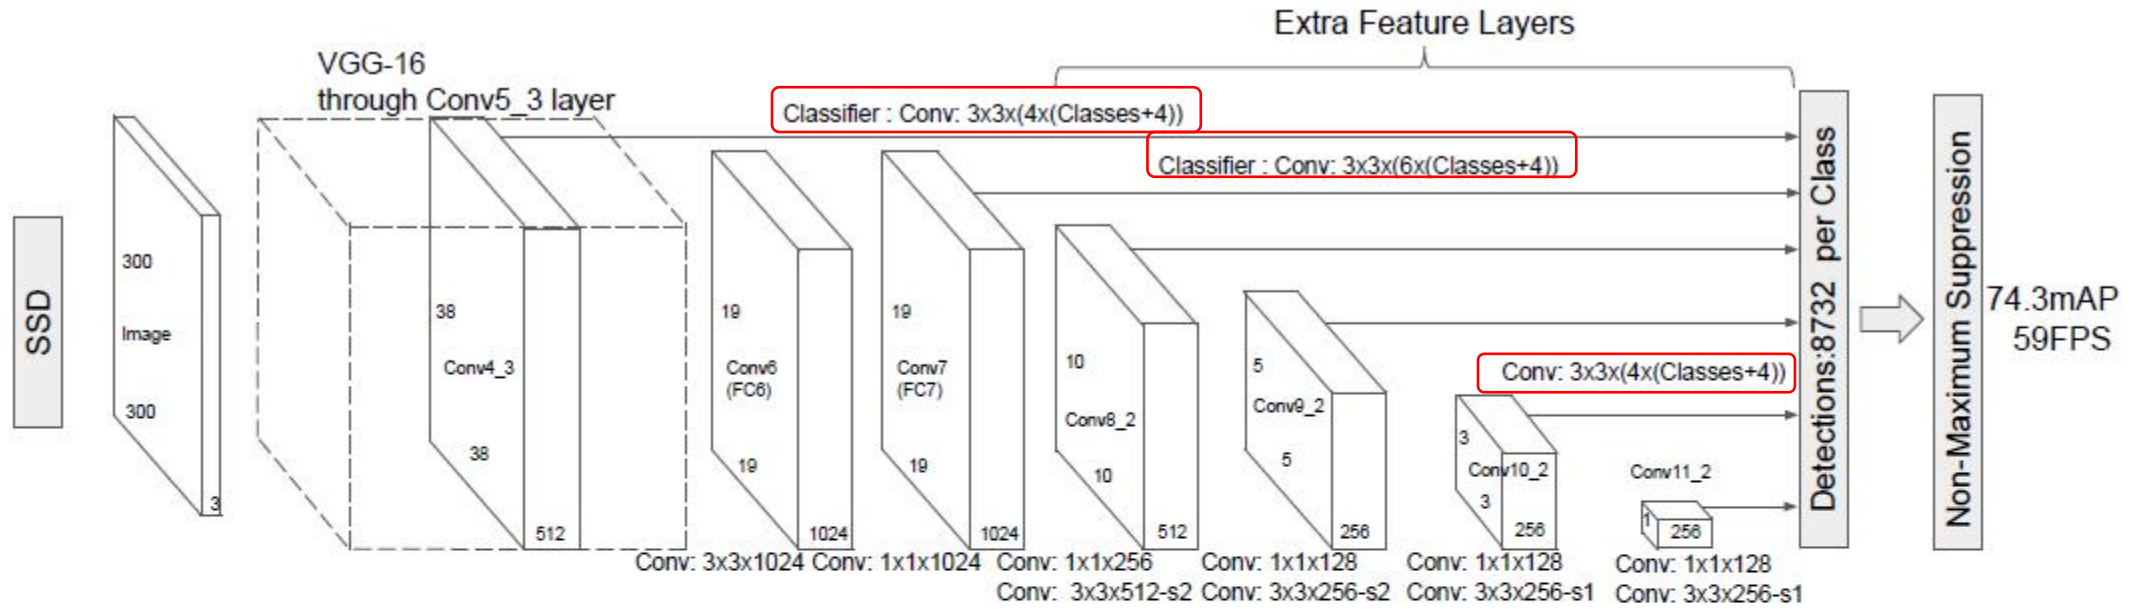 Extra Feature Layers
VGG-16
through Conv5_3 layer
Classifier : Conv: 3x3x(4x(Classes+4))
Classifier : Conv: 3x3x(6x(Classes+4))
SSD
300
Image
300
3
38
Conv4_3
38
512
19
Conv6
(FC6)
19
1024
19
Conv7
(FC7)
19
1024
10
Conv8_2
10
512
5
Conv9_2
5
256
Conv: 3x3x(4x(Classes+4))
3
Conv10_2
3
256
Conv11_2
1
256
Detections:8732 per Class
Non-Maximum Suppression
74.3mAP
59FPS
Conv: 3x3x1024
Conv: 1x1x1024
Conv: 1x1x256
Conv: 3x3x512-s2
Conv: 1x1x128
Conv: 3x3x256-s2
Conv: 1x1x128
Conv: 3x3x256-s1
Conv: 1x1x128
Conv: 3x3x256-s1